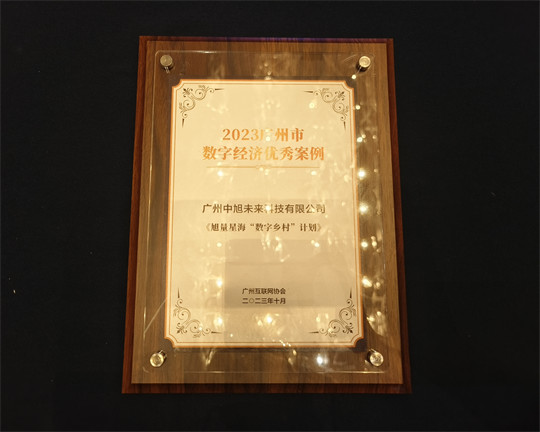 2023广州市
数字经济优秀案例
广州中旭未来科技有限公司
《旭量星海“数字乡村”计划》
广州互联网协会
二〇二三年十月